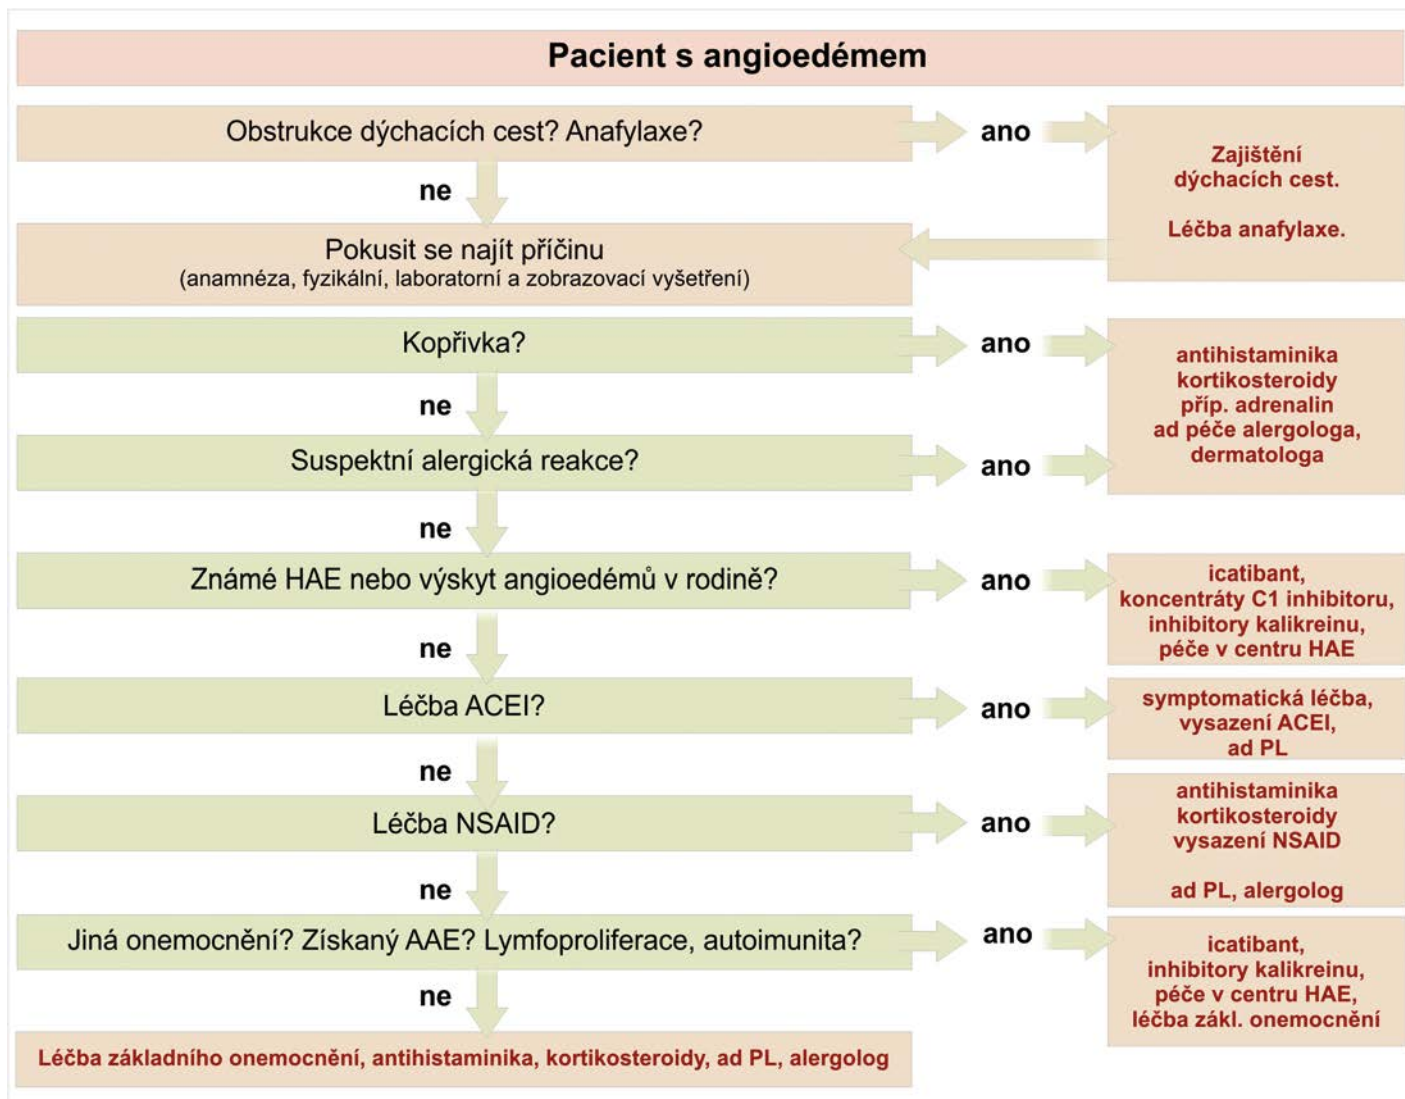 Pacient s angioedémem
Obstrukce dýchacích cest? Anafylaxe?
ano
Zajištění
dýchacích cest.
Léčba anafylaxe.
ne
Pokusit se najít příčinu
(anamnéza, fyzikální, laboratorní a zobrazovací vyšetření)
Kopřivka?
ano
antihistaminika
kortikosteroidy
příp. adrenalin
ad péče alergologa,
dermatologa
ne
Suspektní alergická reakce?
ano
ne
Známé HAE nebo výskyt angioedémů v rodině?
ano
icatibant,
koncentráty C1 inhibitoru,
inhibitory kalikreinu,
péče v centru HAE
ne
Léčba ACEI?
ano
symptomatická léčba,
vysazení ACEI,
ad PL
ne
Léčba NSAID?
ano
antihistaminika
kortikosteroidy
vysazení NSAID
ad PL, alergolog
ne
Jiná onemocnění? Získaný AAE? Lymfoproliferace, autoimunita?
ano
icatibant,
inhibitory kalikreinu,
péče v centru HAE,
léčba zákl. onemocnění
ne
Léčba základního onemocnění, antihistaminika, kortikosteroidy, ad PL, alergolog